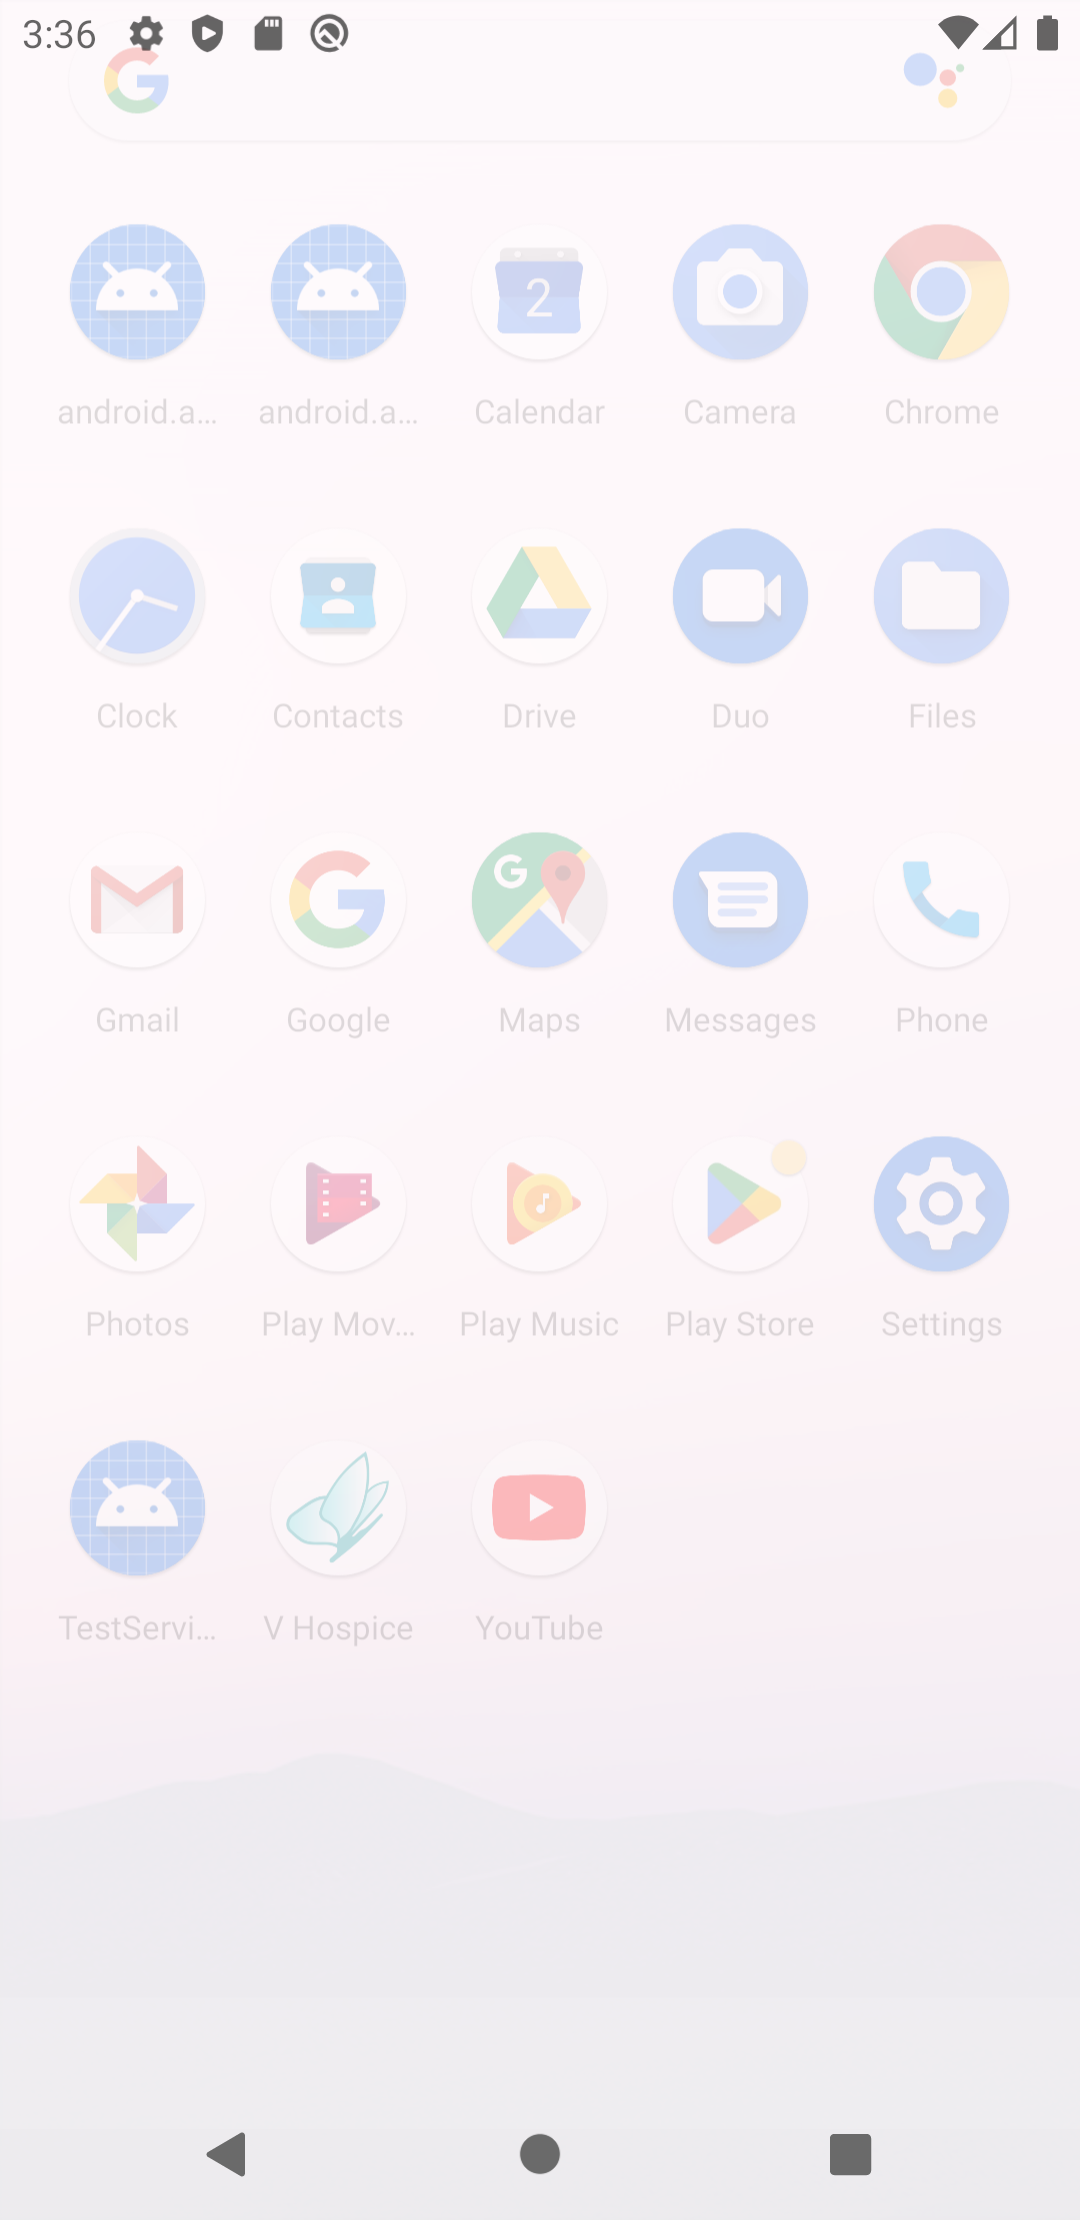 3:36
android.a... android.a... Calendar Camera Chrome
Clock Contacts Drive Duo Files
Gmail Google Maps Messages Phone
Photos Play Mov... Play Music Play Store Settings
TestServi... V Hospice YouTube